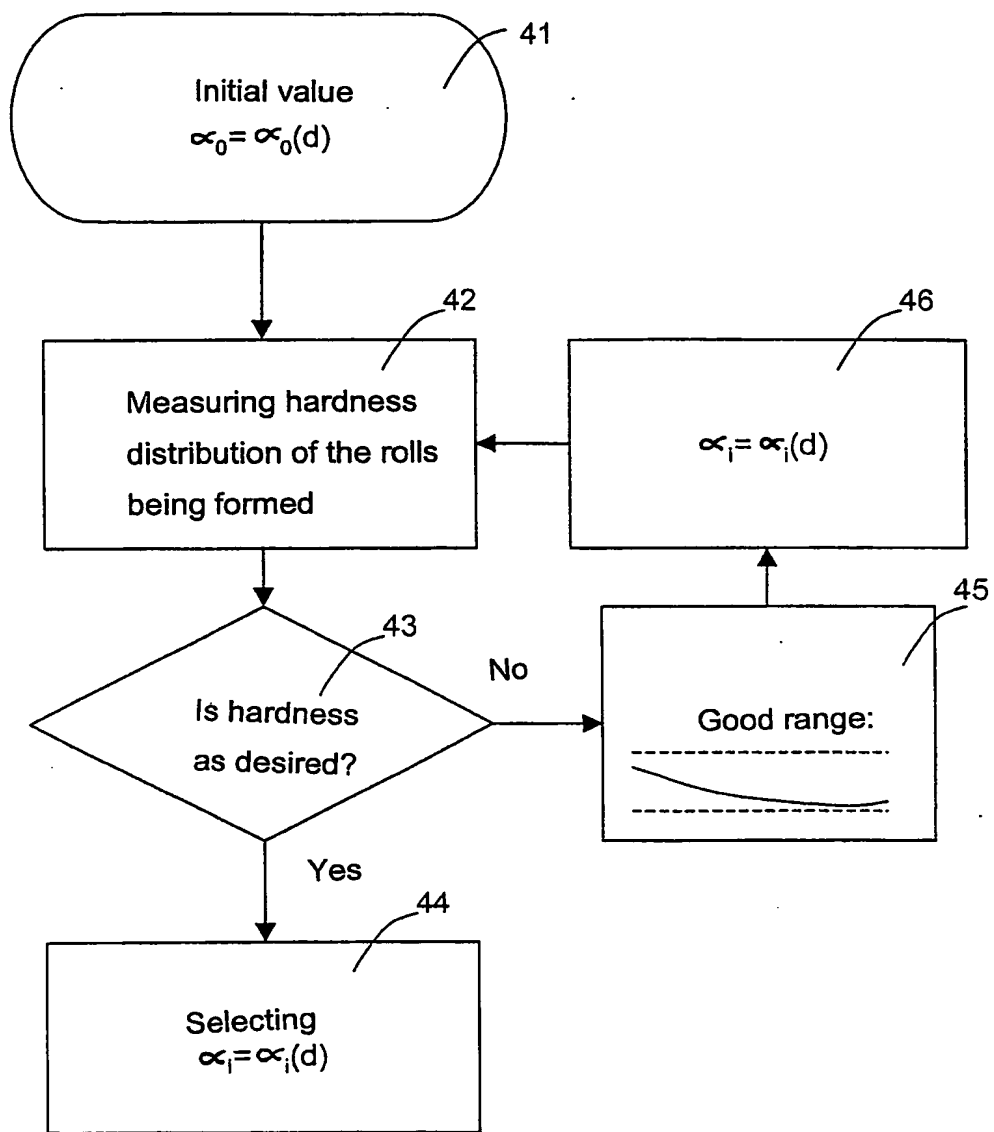 41
Initial value
∝₀= ∝₀(d)
42
Measuring hardness
distribution of the rolls
being formed
46
∝ᵢ= ∝ᵢ(d)
43
Is hardness
as desired?
No
45
Good range:
Yes
44
Selecting
∝ᵢ= ∝ᵢ(d)